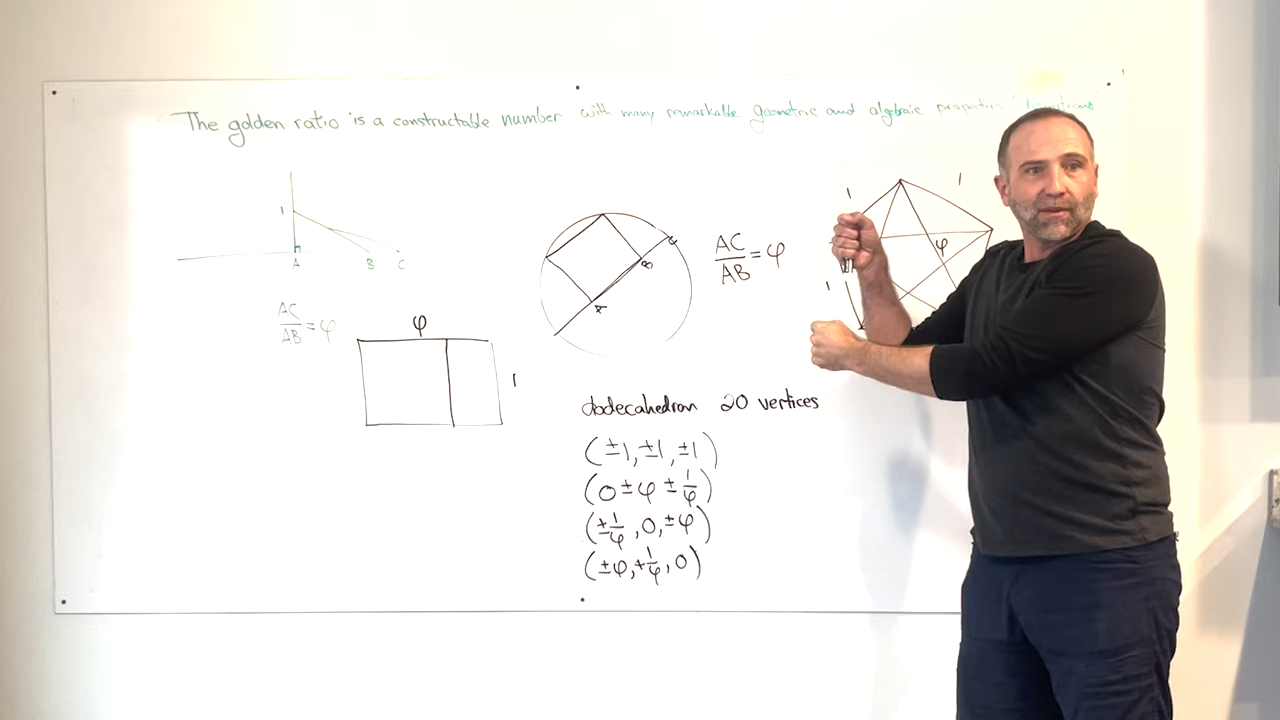 The golden ratio is a constructable number with many remarkable geometric and algebraic properties
1
A B C
AC
AB = φ
φ
1
A B C
AC
AB = φ
1 1
φ
1
dodecahedron 20 vertices
(±1, ±1, ±1)
(0 ± φ ± 1/φ)
(±1/φ, 0, ±φ)
(±φ, +1/φ, 0)